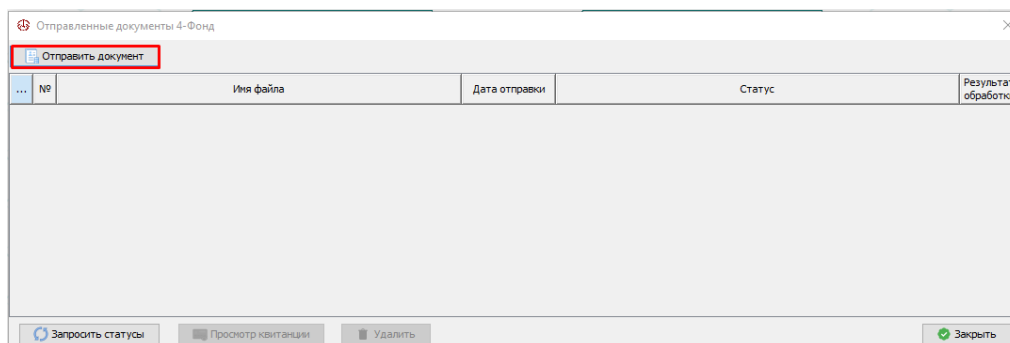 Отправленные документы 4-Фонд
Отправить документ
... № Имя файла Дата отправки Статус Результат
обработк
Запросить статусы Просмотр квитанции Удалить Закрыть